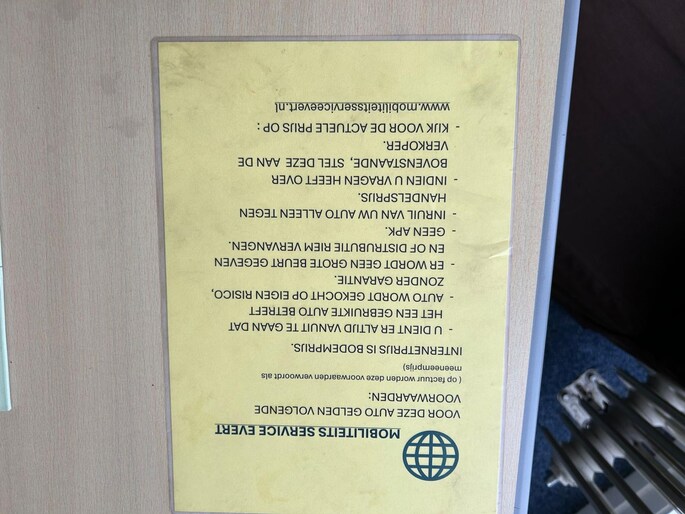 MOBILITEITS SERVICE EVERT
VOOR DEZE AUTO GELDEN VOLGENDE
VOORWAARDEN:
( op factuur worden deze voorwaarden verwoordt als
meeneemprijs)
INTERNETPRIJS IS BODEMPRIJS.
- U DIENT ER ALTIJD VANUIT TE GAAN DAT
HET EEN GEBRUIKTE AUTO BETREFT
- AUTO WORDT GEKOCHT OP EIGEN RISICO,
ZONDER GARANTIE.
- ER WORDT GEEN GROTE BEURT GEGEVEN
EN OF DISTRUBUTIE RIEM VERVANGEN.
- GEEN APK.
- INRUIL VAN UW AUTO ALLEEN TEGEN
HANDELSPRIJS.
- INDIEN U VRAGEN HEEFT OVER
BOVENSTAANDE, STEL DEZE AAN DE
VERKOPER.
- KIJK VOOR DE ACTUELE PRIJS OP :
www.mobiliteitsserviceevert.nl